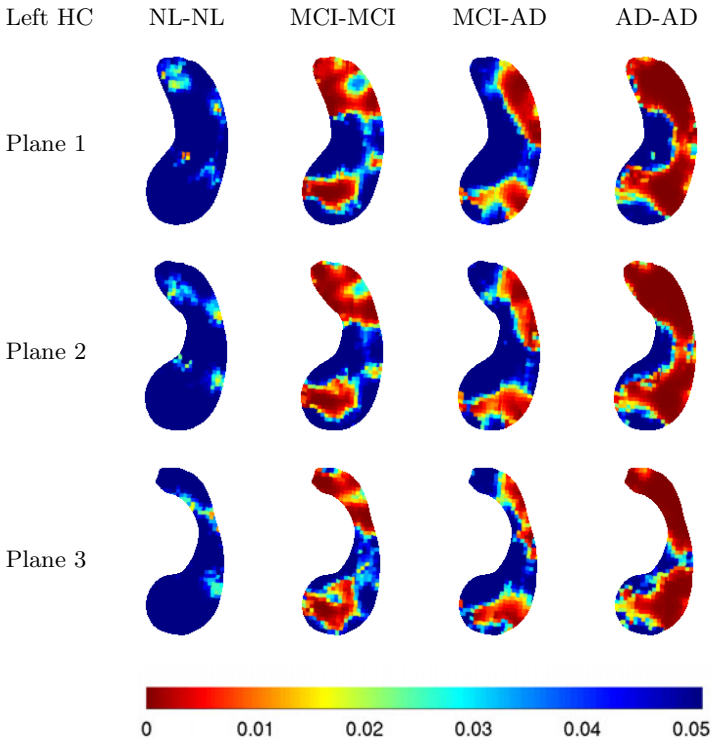 Left HC NL-NL MCI-MCI MCI-AD AD-AD
Plane 1
Plane 2
Plane 3
0 0.01 0.02 0.03 0.04 0.05